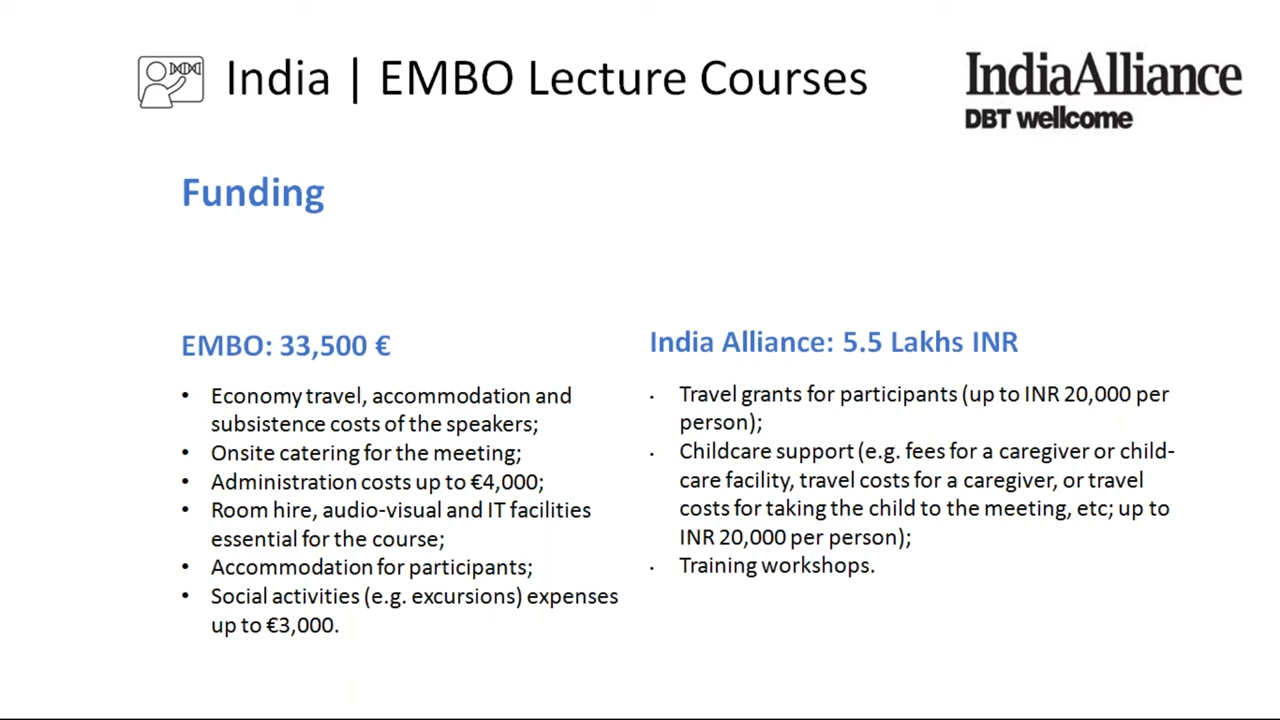 India | EMBO Lecture Courses
IndiaAlliance
DBT wellcome
Funding
EMBO: 33,500 €
• Economy travel, accommodation and
subsistence costs of the speakers;
• Onsite catering for the meeting;
• Administration costs up to €4,000;
• Room hire, audio-visual and IT facilities
essential for the course;
• Accommodation for participants;
• Social activities (e.g. excursions) expenses
up to €3,000.
India Alliance: 5.5 Lakhs INR
• Travel grants for participants (up to INR 20,000 per
person);
• Childcare support (e.g. fees for a caregiver or child-
care facility, travel costs for a caregiver, or travel
costs for taking the child to the meeting, etc; up to
INR 20,000 per person);
• Training workshops.